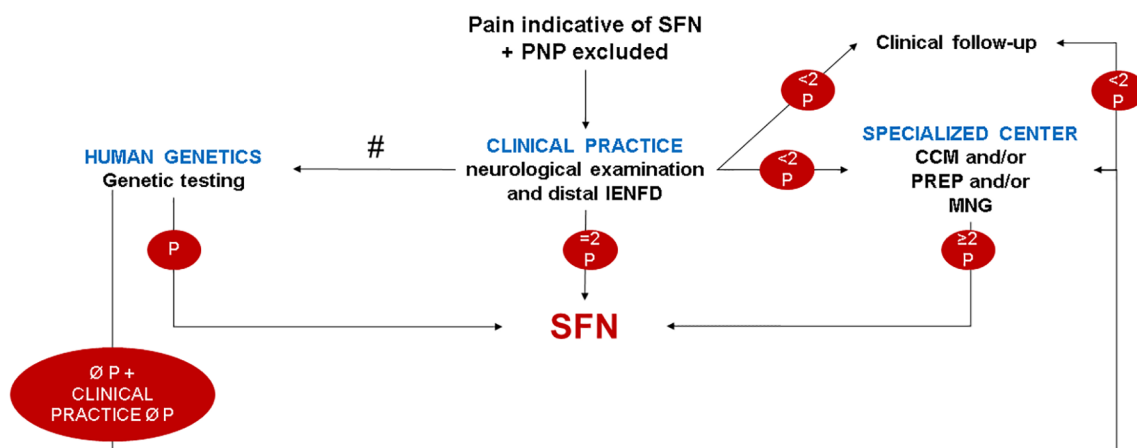 Pain indicative of SFN
+ PNP excluded
Clinical follow-up
<2
P
<2
P
HUMAN GENETICS
Genetic testing
#
CLINICAL PRACTICE
neurological examination
and distal IENFD
<2
P
SPECIALIZED CENTER
CCM and/or
PREP and/or
MNG
P
=2
P
≥2
P
SFN
Ø P +
CLINICAL
PRACTICE Ø P